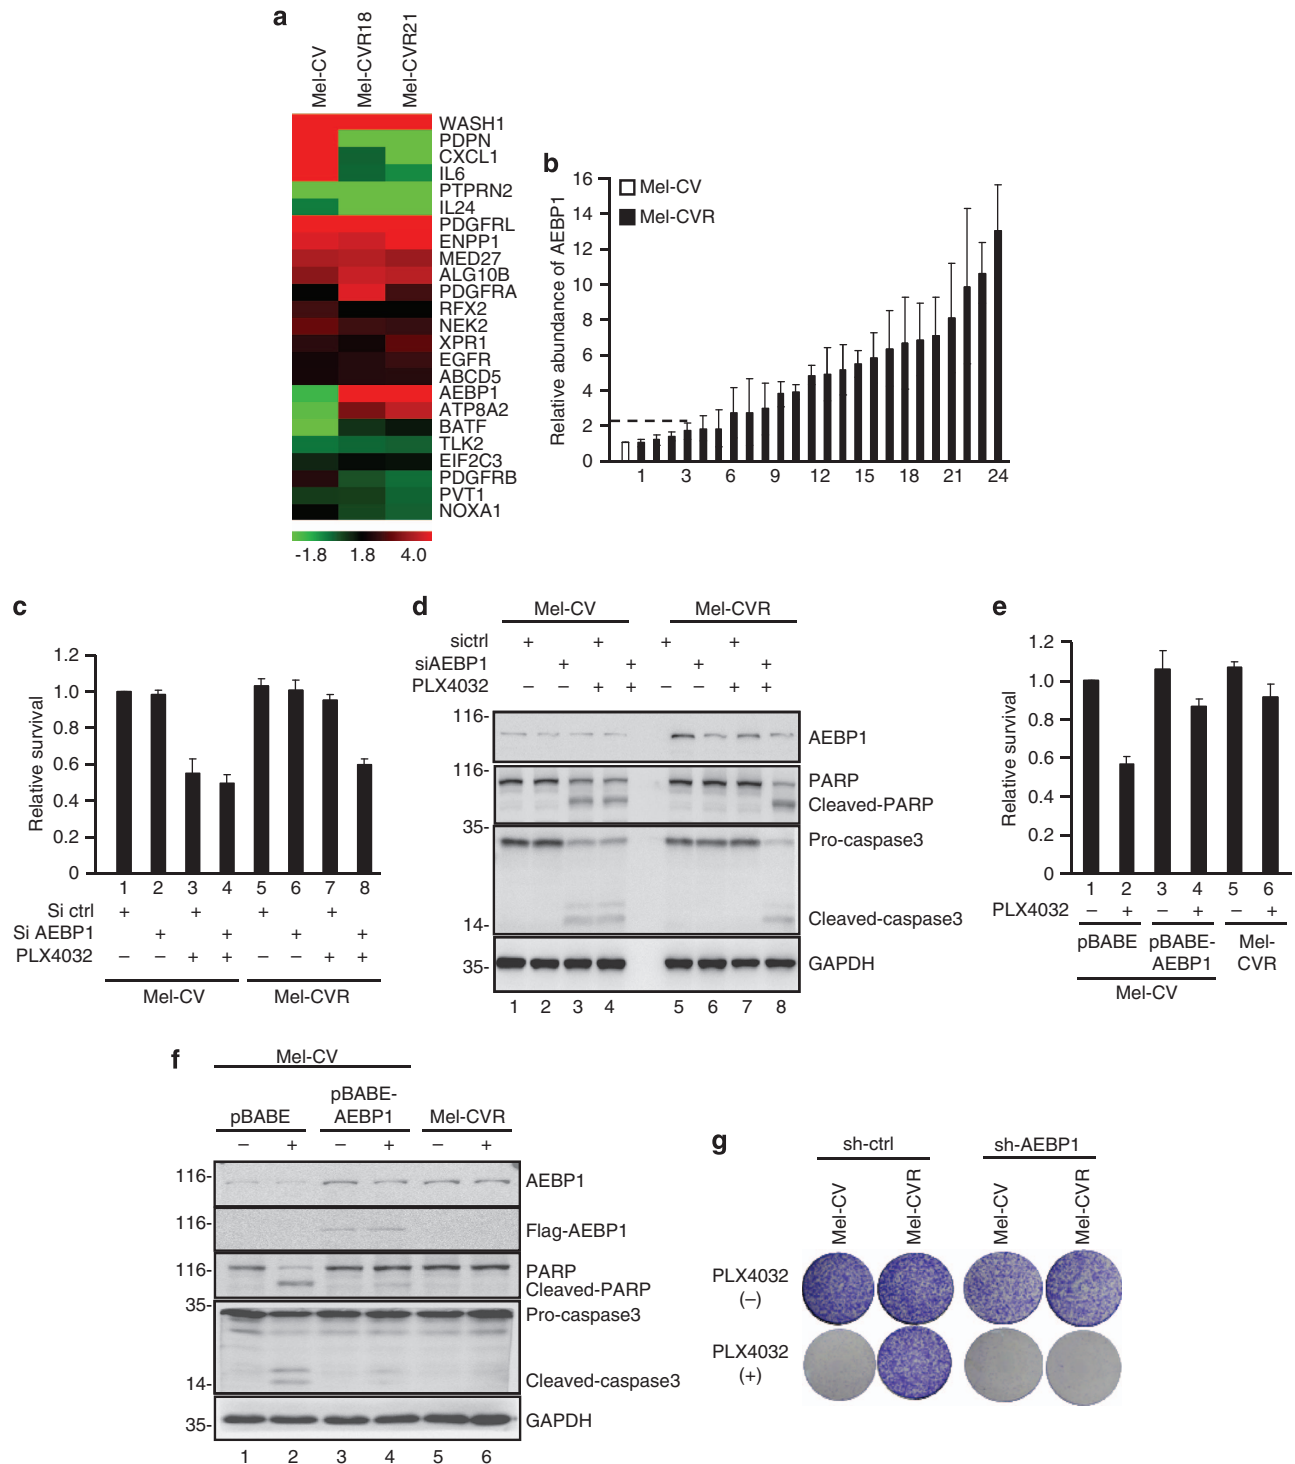 a
Mel-CV
Mel-CVR18
Mel-CVR21
WASH1
PDPN
CXCL1
IL6
PTPRN2
IL24
PDGFRL
ENPP1
MED27
ALG10B
PDGFRA
RFX2
NEK2
XPR1
EGFR
ABCD5
AEBP1
ATP8A2
BATF
TLK2
EIF2C3
PDGFRB
PVT1
NOXA1
-1.8 1.8 4.0
b
Relative abundance of AEBP1
16
14
12
10
8
6
4
2
0
Mel-CV
Mel-CVR
1 3 6 9 12 15 18 21 24
c
Relative survival
1.2
1.0
0.8
0.6
0.4
0.2
0
1 2 3 4 5 6 7 8
Si ctrl + + + +
Si AEBP1 + + + +
PLX4032 – – + + – – + +
Mel-CV Mel-CVR
d
Mel-CV Mel-CVR
sictrl + + + +
siAEBP1 + + + +
PLX4032 – – + + – – + +
116- AEBP1
116- PARP
Cleaved-PARP
35- Pro-caspase3
14- Cleaved-caspase3
35- GAPDH
1 2 3 4 5 6 7 8
e
Relative survival
1.2
1.0
0.8
0.6
0.4
0.2
0
1 2 3 4 5 6
PLX4032 – + – + – +
pBABE pBABE-AEBP1 Mel-CVR
Mel-CV
f
Mel-CV
pBABE pBABE-AEBP1 Mel-CVR
– + – + – +
116- AEBP1
116- Flag-AEBP1
116- PARP
Cleaved-PARP
35- Pro-caspase3
14- Cleaved-caspase3
35- GAPDH
1 2 3 4 5 6
g
sh-ctrl sh-AEBP1
Mel-CV Mel-CVR Mel-CV Mel-CVR
PLX4032
(–)
PLX4032
(+)